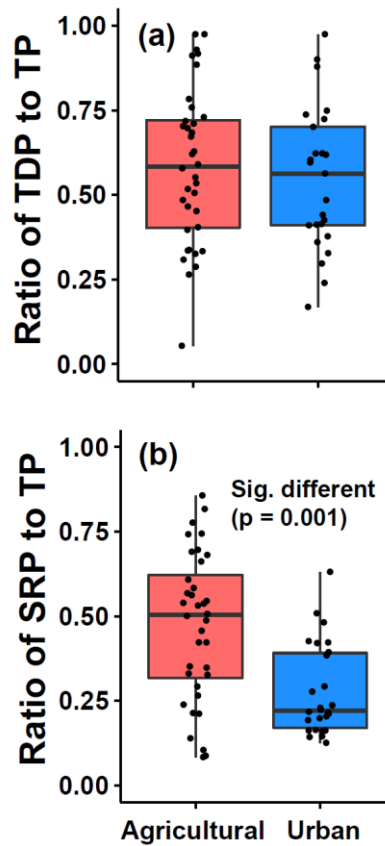 Ratio of TDP to TP
(a)
1.00
0.75
0.50
0.25
0.00
Ratio of SRP to TP
(b)
Sig. different
(p = 0.001)
1.00
0.75
0.50
0.25
0.00
Agricultural
Urban